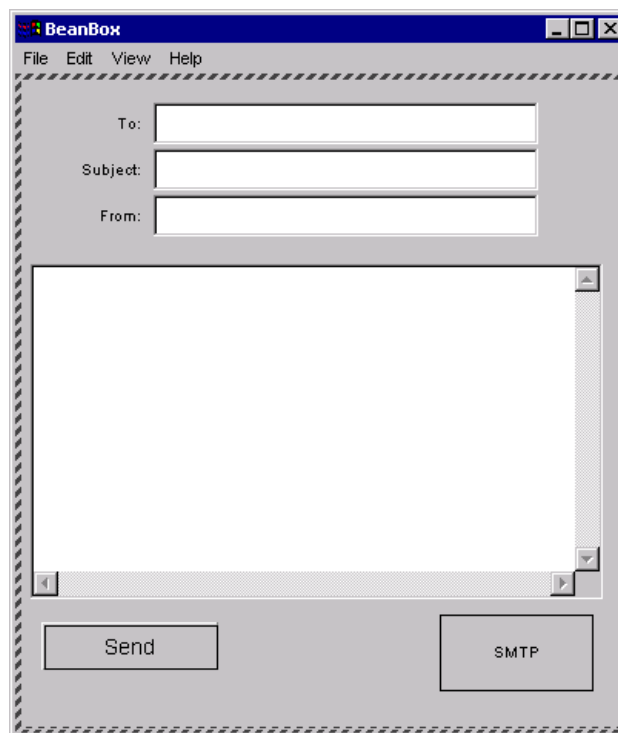 BeanBox
File Edit View Help
To:
Subject:
From:
Send
SMTP